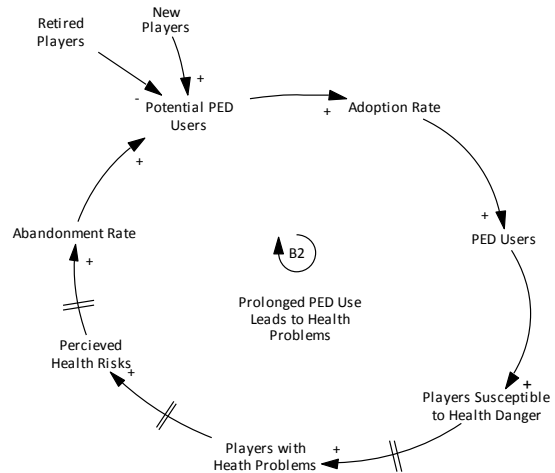 Retired
Players
New
Players
+
-
Potential PED
Users
+
Adoption Rate
+
Abandonment Rate
+
+
PED Users
B2
Prolonged PED Use
Leads to Health
Problems
Percieved
Health Risks
+
+
Players Susceptible
to Health Danger
Players with
Heath Problems
+